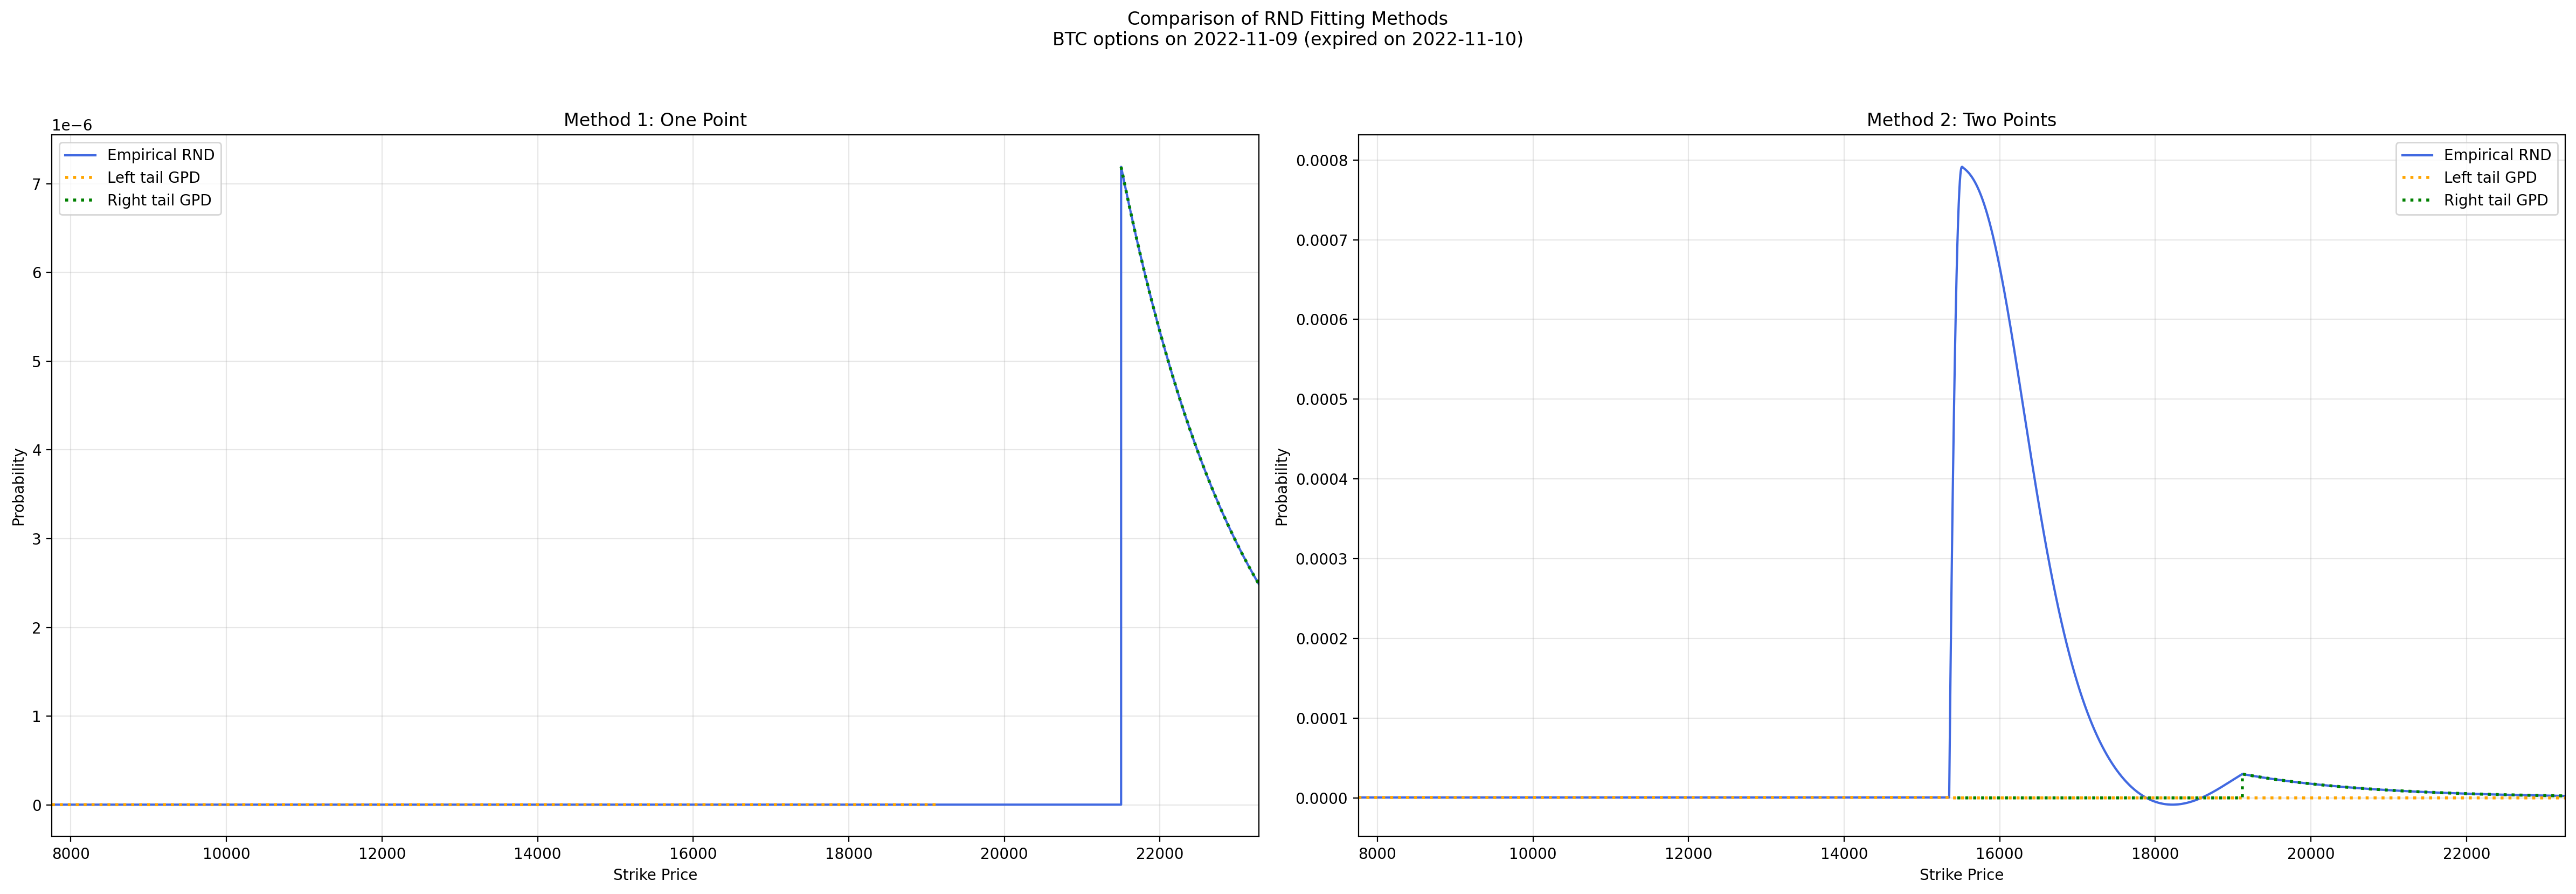 Comparison of RND Fitting Methods
BTC options on 2022-11-09 (expired on 2022-11-10)
Method 1: One Point
1e−6
Empirical RND
Left tail GPD
Right tail GPD
7
6
5
4
3
2
1
0
Probability
8000 10000 12000 14000 16000 18000 20000 22000
Strike Price
Method 2: Two Points
Empirical RND
Left tail GPD
Right tail GPD
0.0008
0.0007
0.0006
0.0005
0.0004
0.0003
0.0002
0.0001
0.0000
Probability
8000 10000 12000 14000 16000 18000 20000 22000
Strike Price